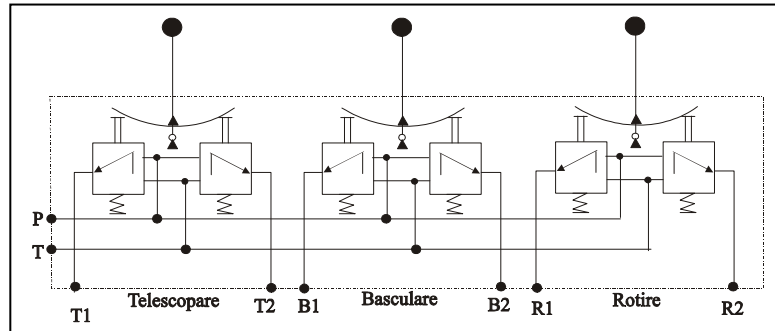 P
T
T1
Telescopare
T2
B1
Basculare
B2
R1
Rotire
R2